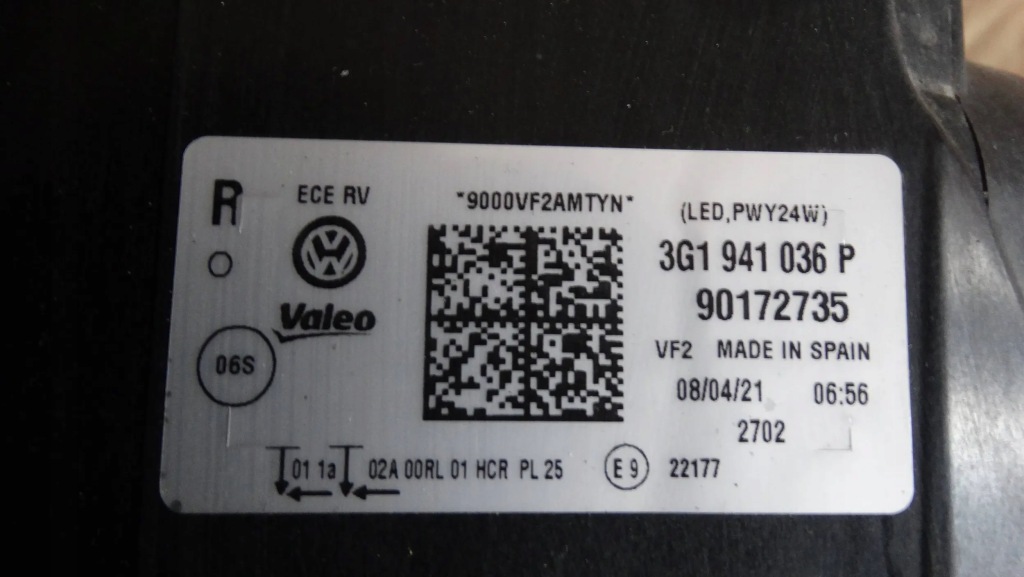 R
ECE RV
*9000VF2AMTYN*
(LED,PWY24W)
3G1 941 036 P
Valeo
90172735
06S
VF2 MADE IN SPAIN
08/04/21 06:56
2702
01 1a 02A 00RL 01 HCR PL 25 E9 22177